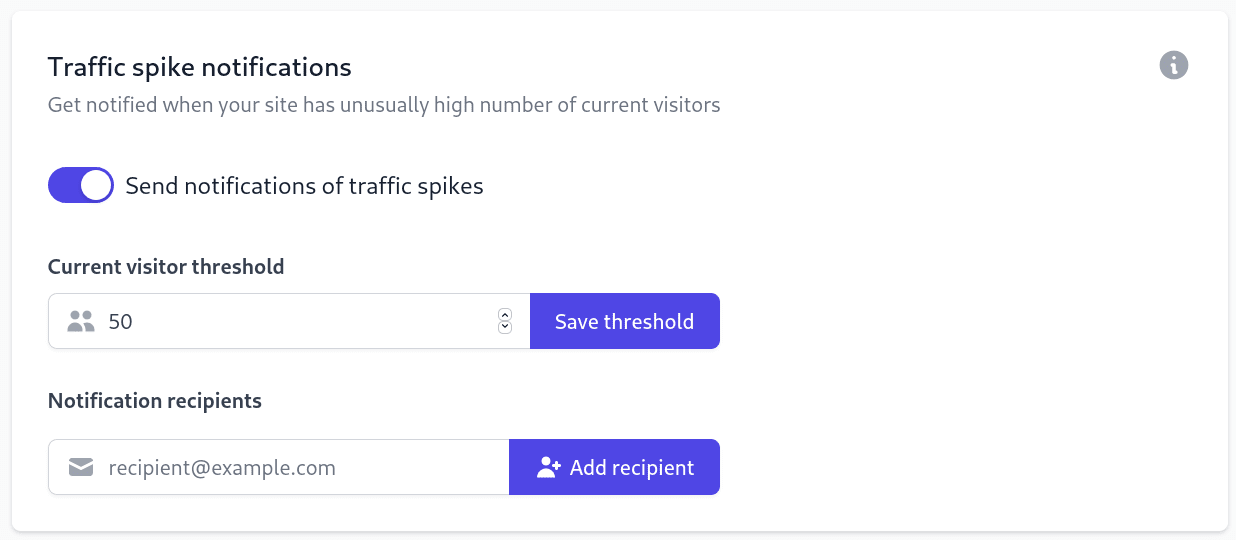 Traffic spike notifications
Get notified when your site has unusually high number of current visitors
Send notifications of traffic spikes
Current visitor threshold
50
Save threshold
Notification recipients
recipient@example.com
Add recipient